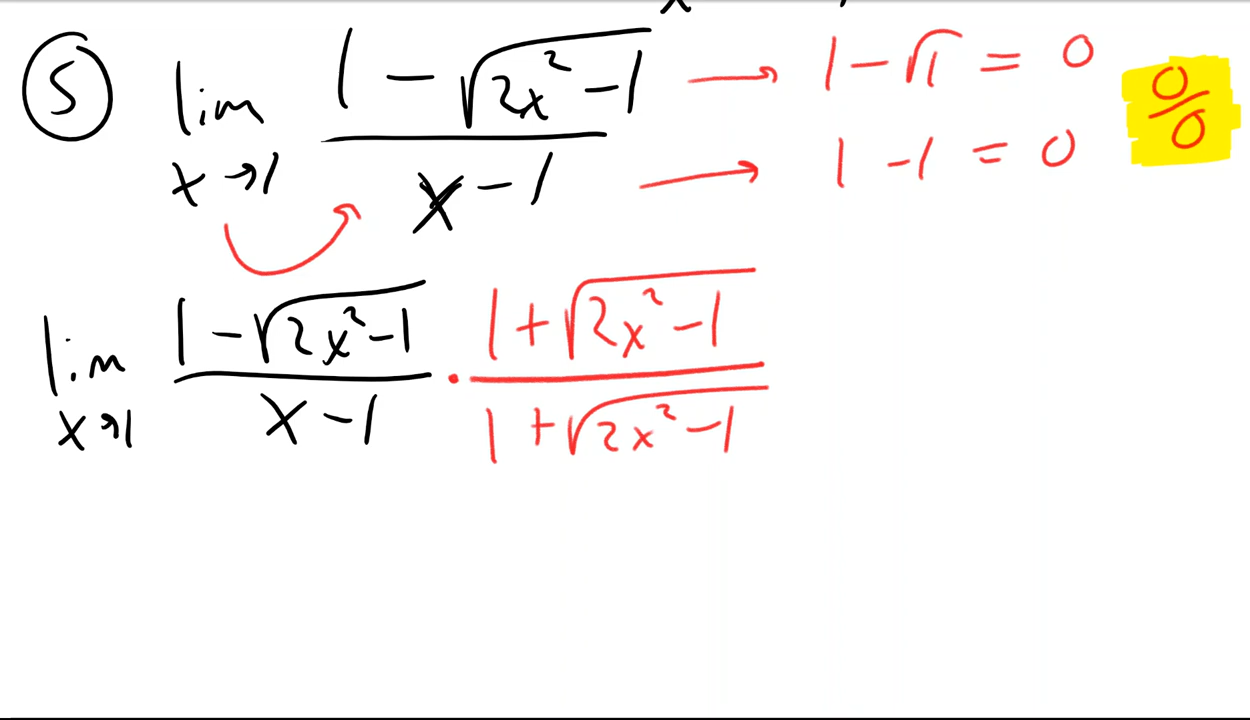 ⑤ lim x→1 (1 - √(2x² - 1)) / (x - 1) → 1 - √1 = 0 → 1 - 1 = 0 0/0
lim x→1 (1 - √(2x² - 1)) / (x - 1) · (1 + √(2x² - 1)) / (1 + √(2x² - 1))